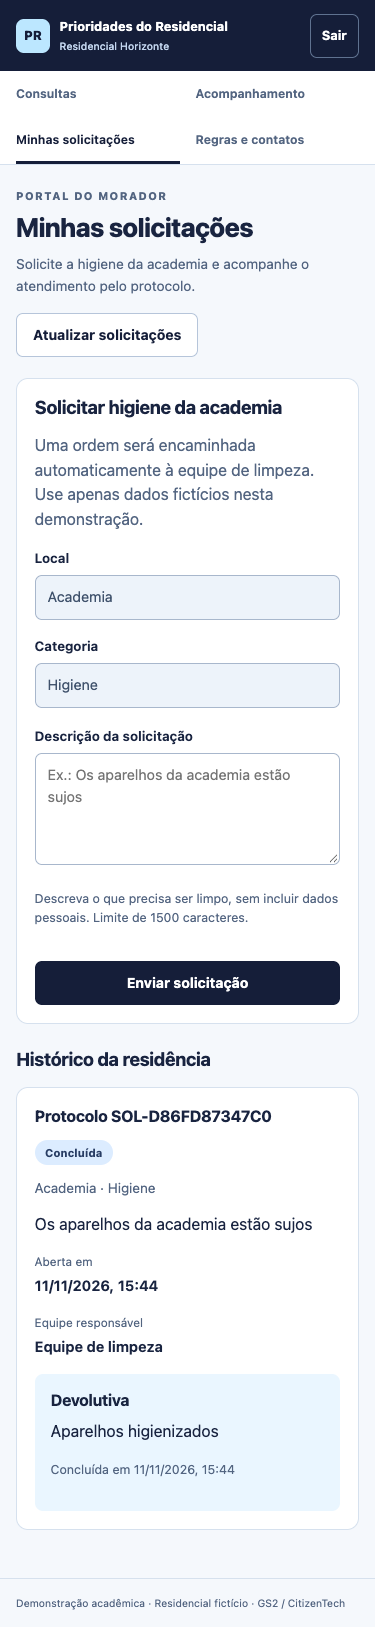 PR
Prioridades do Residencial
Residencial Horizonte
Sair
Consultas
Acompanhamento
Minhas solicitações
Regras e contatos
PORTAL DO MORADOR
Minhas solicitações
Solicite a higiene da academia e acompanhe o
atendimento pelo protocolo.
Atualizar solicitações
Solicitar higiene da academia
Uma ordem será encaminhada
automaticamente à equipe de limpeza.
Use apenas dados fictícios nesta
demonstração.
Local
Academia
Categoria
Higiene
Descrição da solicitação
Ex.: Os aparelhos da academia estão
sujos
Descreva o que precisa ser limpo, sem incluir dados
pessoais. Limite de 1500 caracteres.
Enviar solicitação
Histórico da residência
Protocolo SOL-D86FD87347C0
Concluída
Academia · Higiene
Os aparelhos da academia estão sujos
Aberta em
11/11/2026, 15:44
Equipe responsável
Equipe de limpeza
Devolutiva
Aparelhos higienizados
Concluída em 11/11/2026, 15:44
Demonstração acadêmica · Residencial fictício · GS2 / CitizenTech